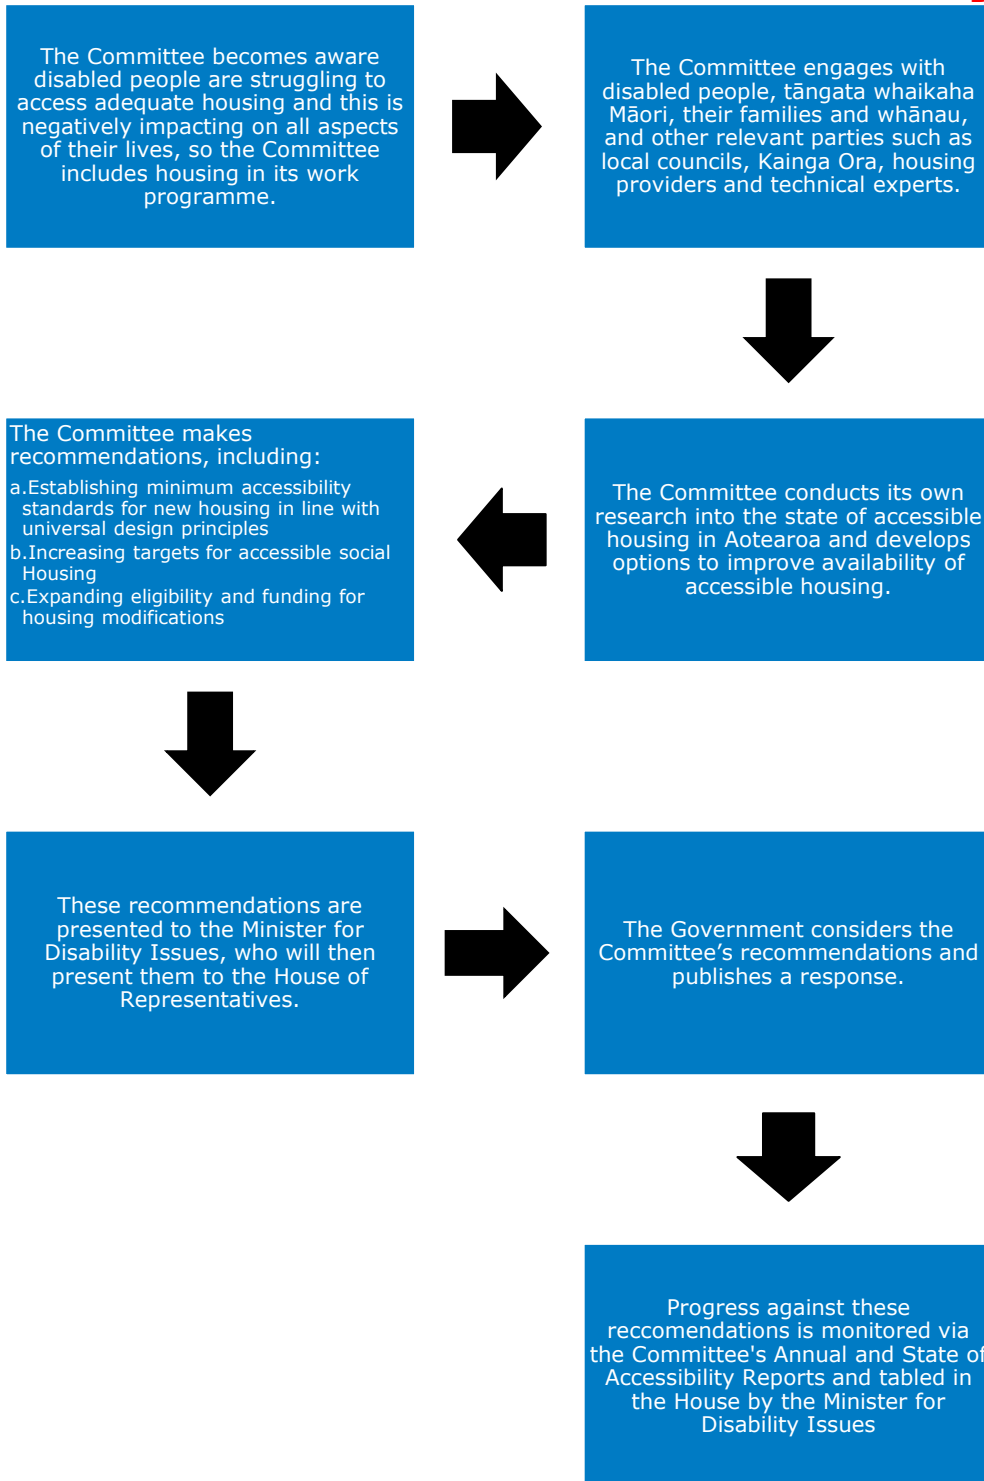 The Committee becomes aware
disabled people are struggling to
access adequate housing and this is
negatively impacting on all aspects
of their lives, so the Committee
includes housing in its work
programme.
The Committee engages with
disabled people, tāngata whaikaha
Māori, their families and whānau,
and other relevant parties such as
local councils, Kainga Ora, housing
providers and technical experts.
The Committee conducts its own
research into the state of accessible
housing in Aotearoa and develops
options to improve availability of
accessible housing.
The Committee makes
recommendations, including:
a.Establishing minimum accessibility
standards for new housing in line with
universal design principles
b.Increasing targets for accessible social
Housing
c.Expanding eligibility and funding for
housing modifications
These recommendations are
presented to the Minister for
Disability Issues, who will then
present them to the House of
Representatives.
The Government considers the
Committee’s recommendations and
publishes a response.
Progress against these
reccomendations is monitored via
the Committee's Annual and State of
Accessibility Reports and tabled in
the House by the Minister for
Disability Issues